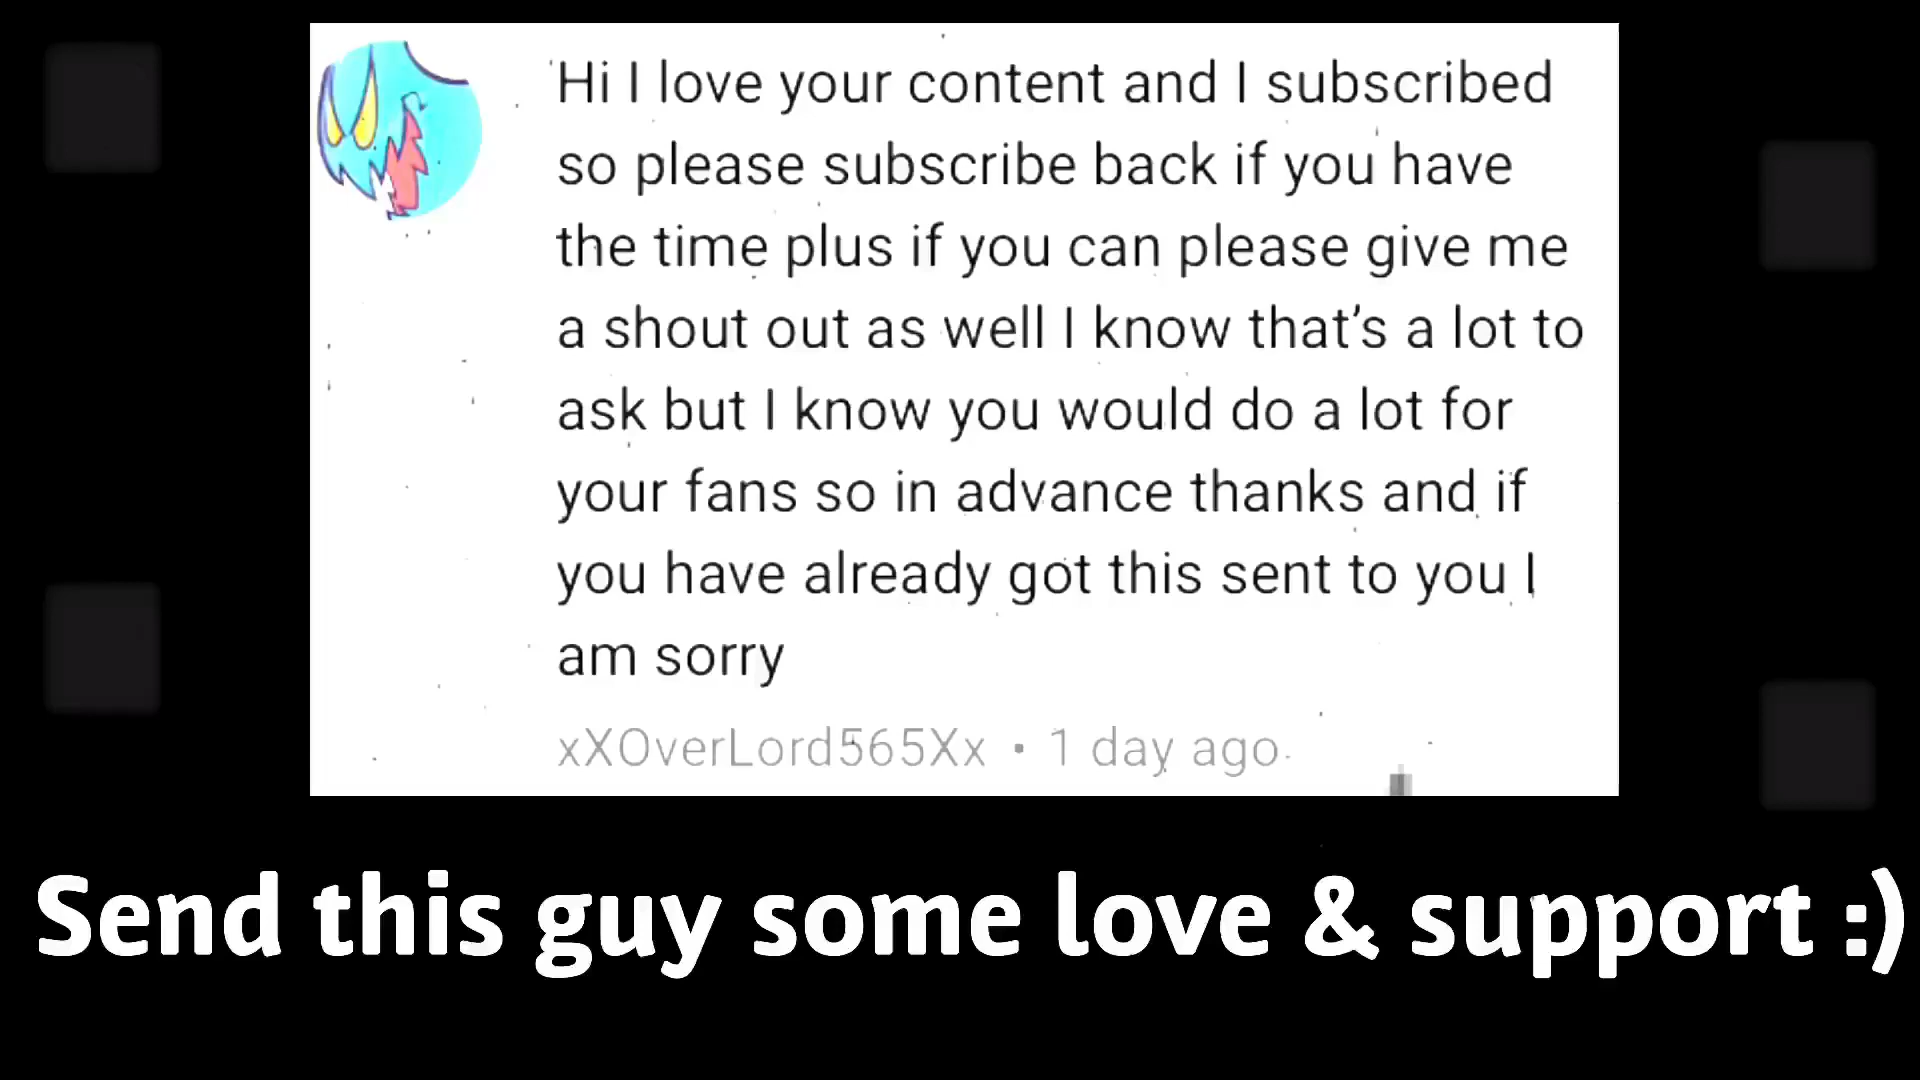 Hi I love your content and I subscribed
so please subscribe back if you have
the time plus if you can please give me
a shout out as well I know that's a lot to
ask but I know you would do a lot for
your fans so in advance thanks and if
you have already got this sent to you I
am sorry
xXOverLord565Xx • 1 day ago
Send this guy some love & support :)